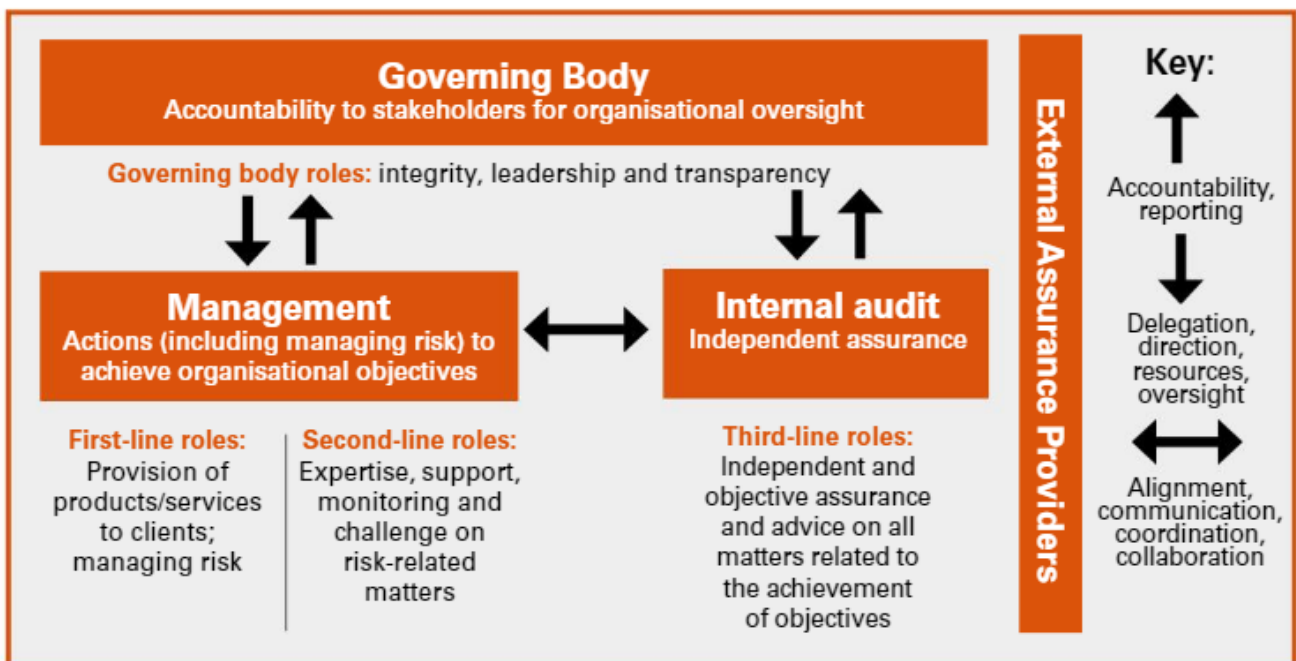 Governing Body
Accountability to stakeholders for organisational oversight
Governing body roles: integrity, leadership and transparency
Management
Actions (including managing risk) to
achieve organisational objectives
Internal audit
Independent assurance
First-line roles:
Provision of
products/services
to clients;
managing risk
Second-line roles:
Expertise, support,
monitoring and
challenge on
risk-related
matters
Third-line roles:
Independent and
objective assurance
and advice on all
matters related to
the achievement
of objectives
External Assurance Providers
Key:
Accountability,
reporting
Delegation,
direction,
resources,
oversight
Alignment,
communication,
coordination,
collaboration